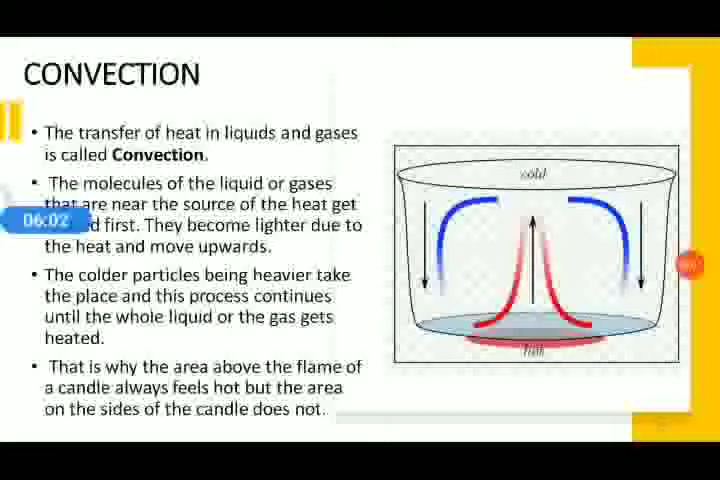 CONVECTION
• The transfer of heat in liquids and gases
is called Convection.
• The molecules of the liquid or gases
that are near the source of the heat get
06:02
d first. They become lighter due to
the heat and move upwards.
• The colder particles being heavier take
the place and this process continues
until the whole liquid or the gas gets
heated.
• That is why the area above the flame of
a candle always feels hot but the area
on the sides of the candle does not.
cold
hot